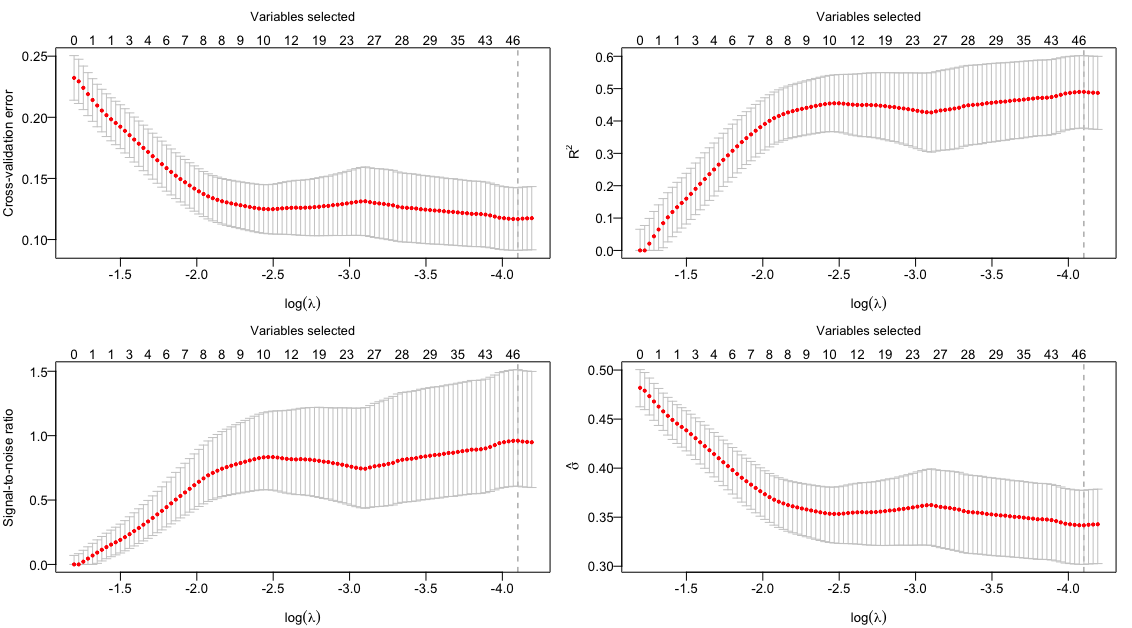 Variables selected
0 1 1 3 4 6 7 8 8 9 10 12 19 23 27 28 29 35 43 46
Cross-validation error
0.25
0.20
0.15
0.10
-1.5 -2.0 -2.5 -3.0 -3.5 -4.0
log(λ)
Variables selected
0 1 1 3 4 6 7 8 8 9 10 12 19 23 27 28 29 35 43 46
R²
0.6
0.5
0.4
0.3
0.2
0.1
0.0
-1.5 -2.0 -2.5 -3.0 -3.5 -4.0
log(λ)
Variables selected
0 1 1 3 4 6 7 8 8 9 10 12 19 23 27 28 29 35 43 46
Signal-to-noise ratio
1.5
1.0
0.5
0.0
-1.5 -2.0 -2.5 -3.0 -3.5 -4.0
log(λ)
Variables selected
0 1 1 3 4 6 7 8 8 9 10 12 19 23 27 28 29 35 43 46
σ̂
0.50
0.45
0.40
0.35
0.30
-1.5 -2.0 -2.5 -3.0 -3.5 -4.0
log(λ)